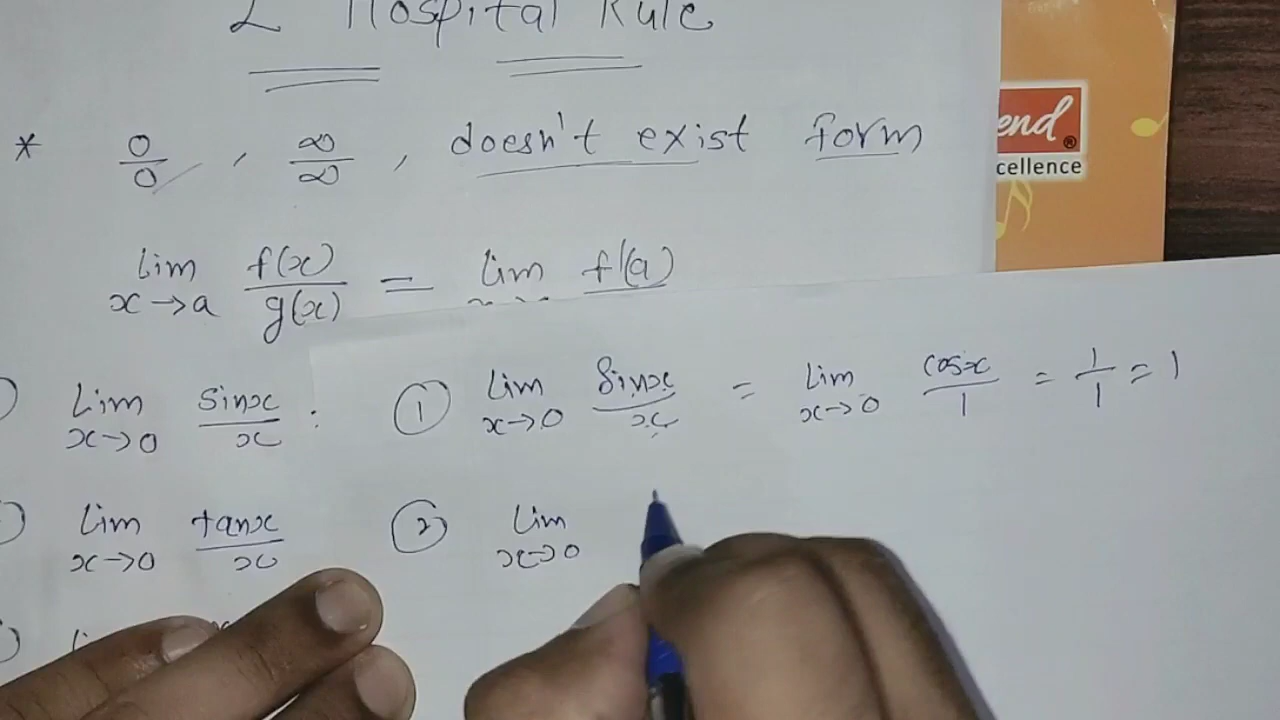 L Hospital Rule
* 0/0 , ∞/∞ , doesn't exist form
end ®
cellence
lim x→a f(x)/g(x) = lim f'(a)
Lim x→0 sinx/x :
① Lim x→0 Sinx/x = Lim x→0 cosx/1 = 1/1 = 1
Lim x→0 tanx/x
② Lim x→0